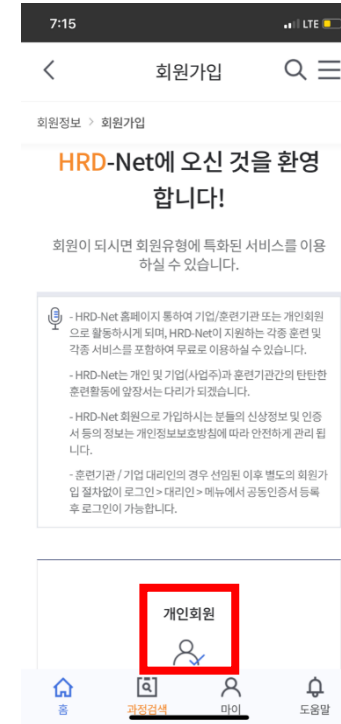 7:15
LTE
회원가입
회원정보 > 회원가입
HRD-Net에 오신 것을 환영
합니다!
회원이 되시면 회원유형에 특화된 서비스를 이용
하실 수 있습니다.
- HRD-Net 홈페이지 통하여 기업/훈련기관 또는 개인회원
으로 활동하시게 되며, HRD-Net이 지원하는 각종 훈련 및
각종 서비스를 포함하여 무료로 이용하실 수 있습니다.
- HRD-Net는 개인 및 기업(사업주)과 훈련기관간의 탄탄한
훈련활동에 앞장서는 다리가 되겠습니다.
- HRD-Net 회원으로 가입하시는 분들의 신상정보 및 인증
서 등의 정보는 개인정보보호방침에 따라 안전하게 관리 됩
니다.
- 훈련기관 / 기업 대리인의 경우 선임된 이후 별도의 회원가
입 절차없이 로그인 > 대리인 > 메뉴에서 공동인증서 등록
후 로그인이 가능합니다.
개인회원
홈
과정검색
마이
도움말